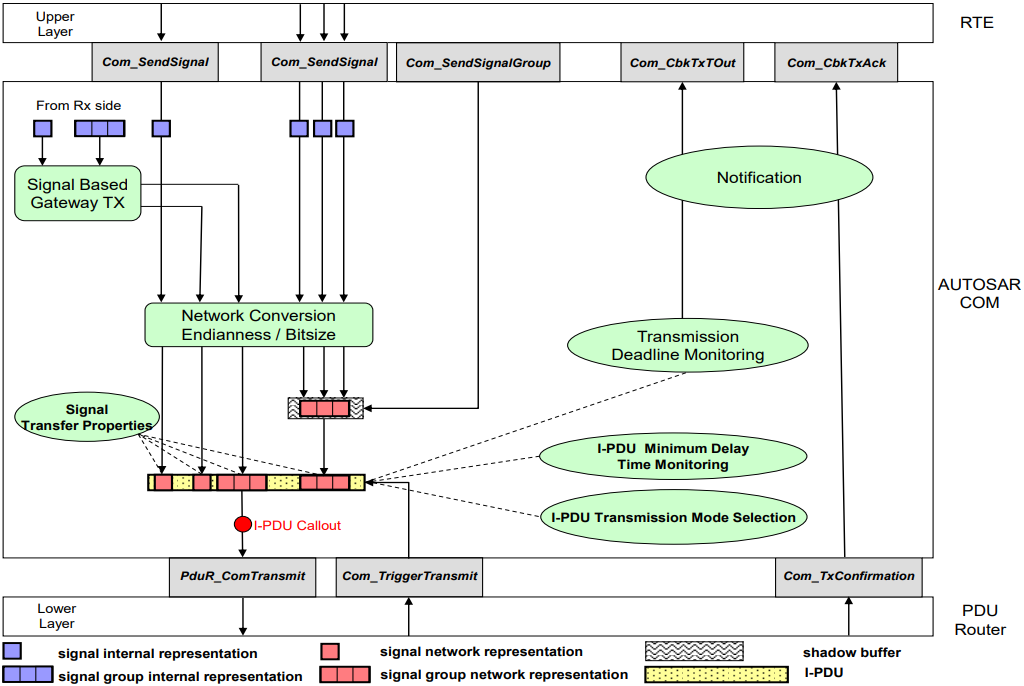 Upper
Layer
RTE
Com_SendSignal
Com_SendSignal
Com_SendSignalGroup
Com_CbkTxTOut
Com_CbkTxAck
From Rx side
Signal Based
Gateway TX
Notification
AUTOSAR
COM
Network Conversion
Endianness / Bitsize
Transmission
Deadline Monitoring
Signal
Transfer Properties
I-PDU Minimum Delay
Time Monitoring
I-PDU Transmission Mode Selection
I-PDU Callout
PduR_ComTransmit
Com_TriggerTransmit
Com_TxConfirmation
Lower
Layer
PDU
Router
signal internal representation
signal network representation
shadow buffer
signal group internal representation
signal group network representation
I-PDU